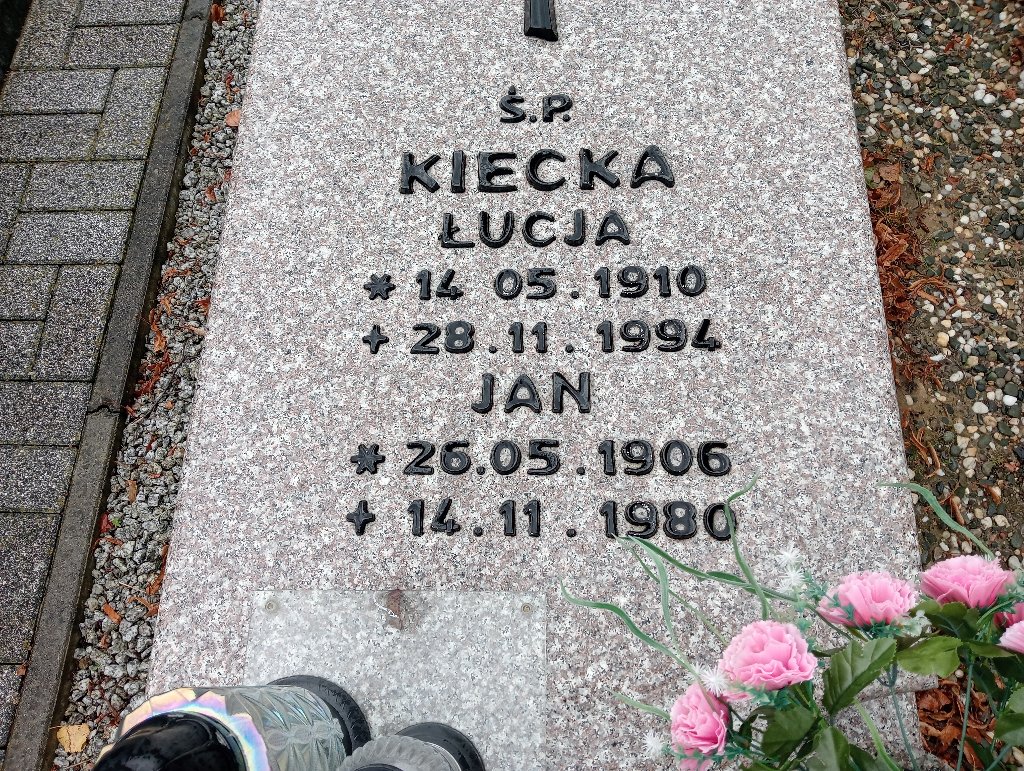 Ś.P.
KIECKA
ŁUCJA
* 14 05.1910
+ 28.11.1994
JAN
* 26.05.1906
+ 14.11.1980